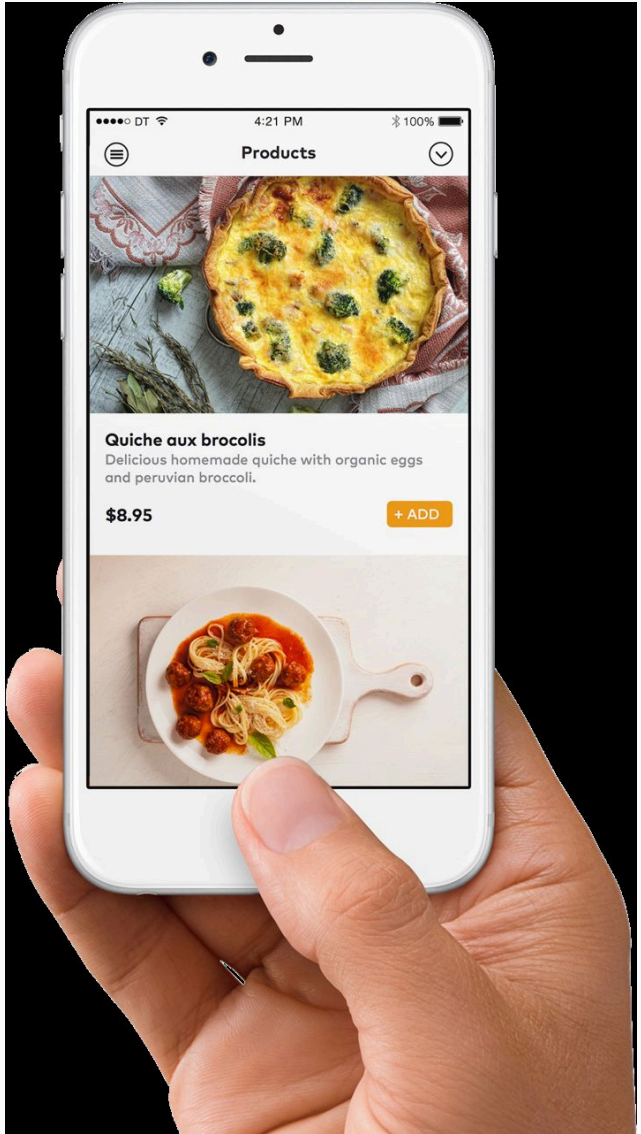 DT 4:21 PM 100%
Products
Quiche aux brocolis
Delicious homemade quiche with organic eggs
and peruvian broccoli.
$8.95 + ADD